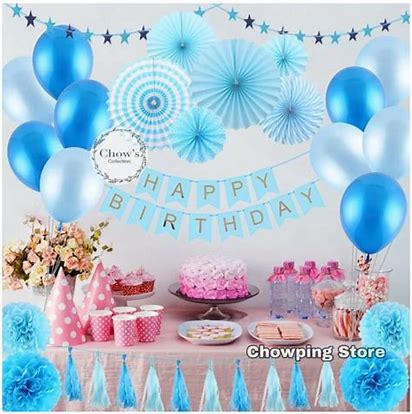 Chow's
Collection
HAPPY
BIRTHDAY
Chowping Store